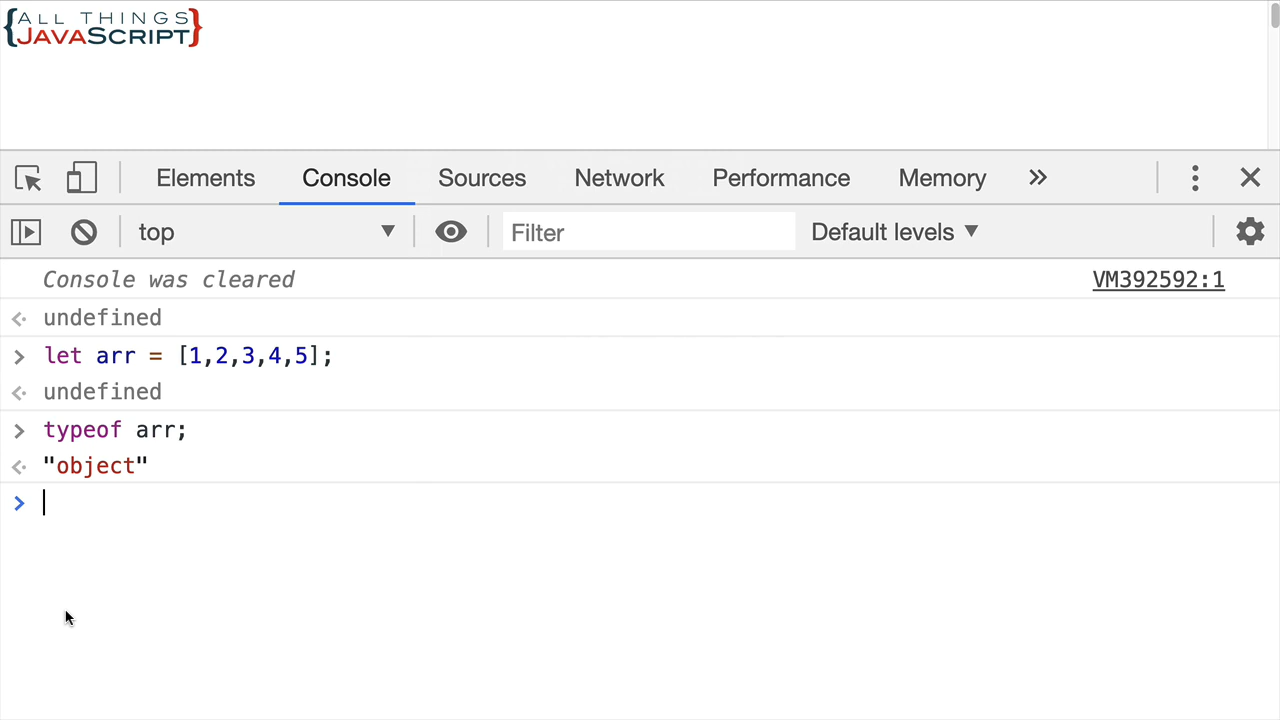 {ALL THINGS
JAVASCRIPT}
Elements Console Sources Network Performance Memory »
top ▼ Filter Default levels ▼
Console was cleared VM392592:1
undefined
> let arr = [1,2,3,4,5];
undefined
> typeof arr;
"object"
>